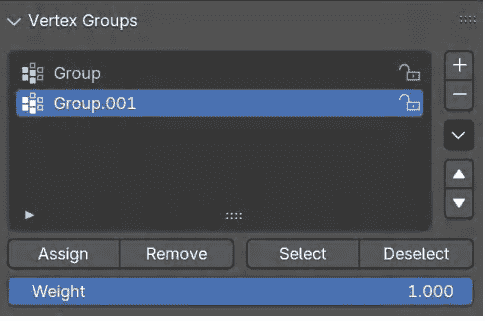 Vertex Groups
Group
Group.001
Assign Remove Select Deselect
Weight 1.000